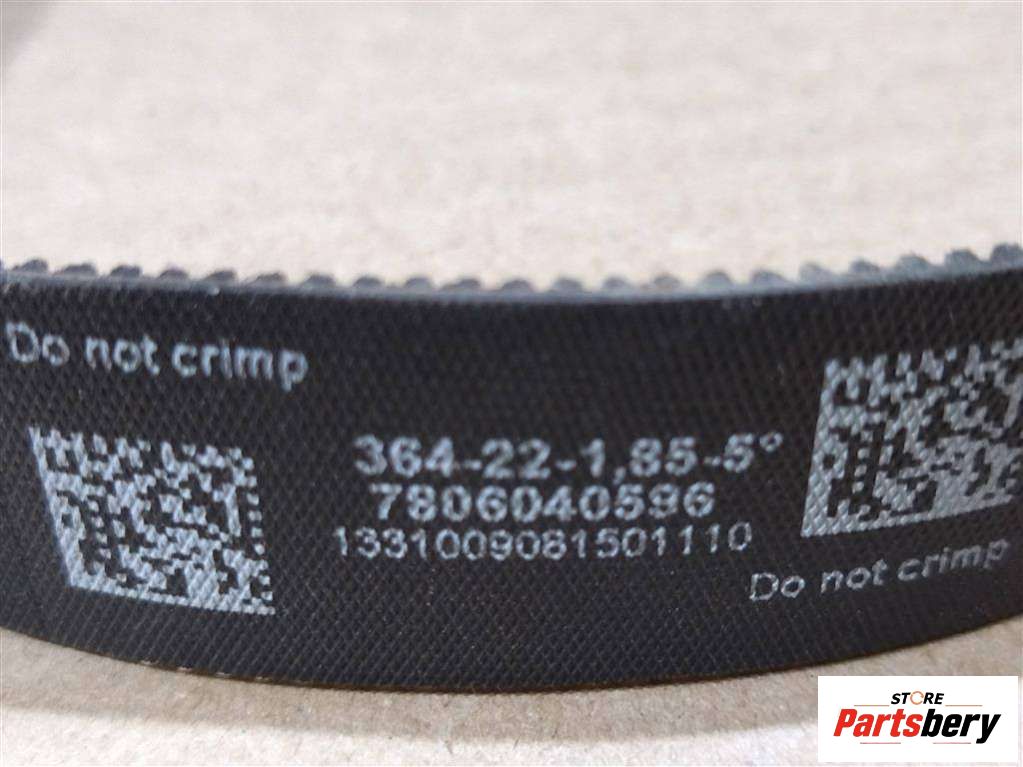 Do not crimp
364-22-1,85-5°
7806040596
1331009081501110
Do not crimp
STORE
Partsbery